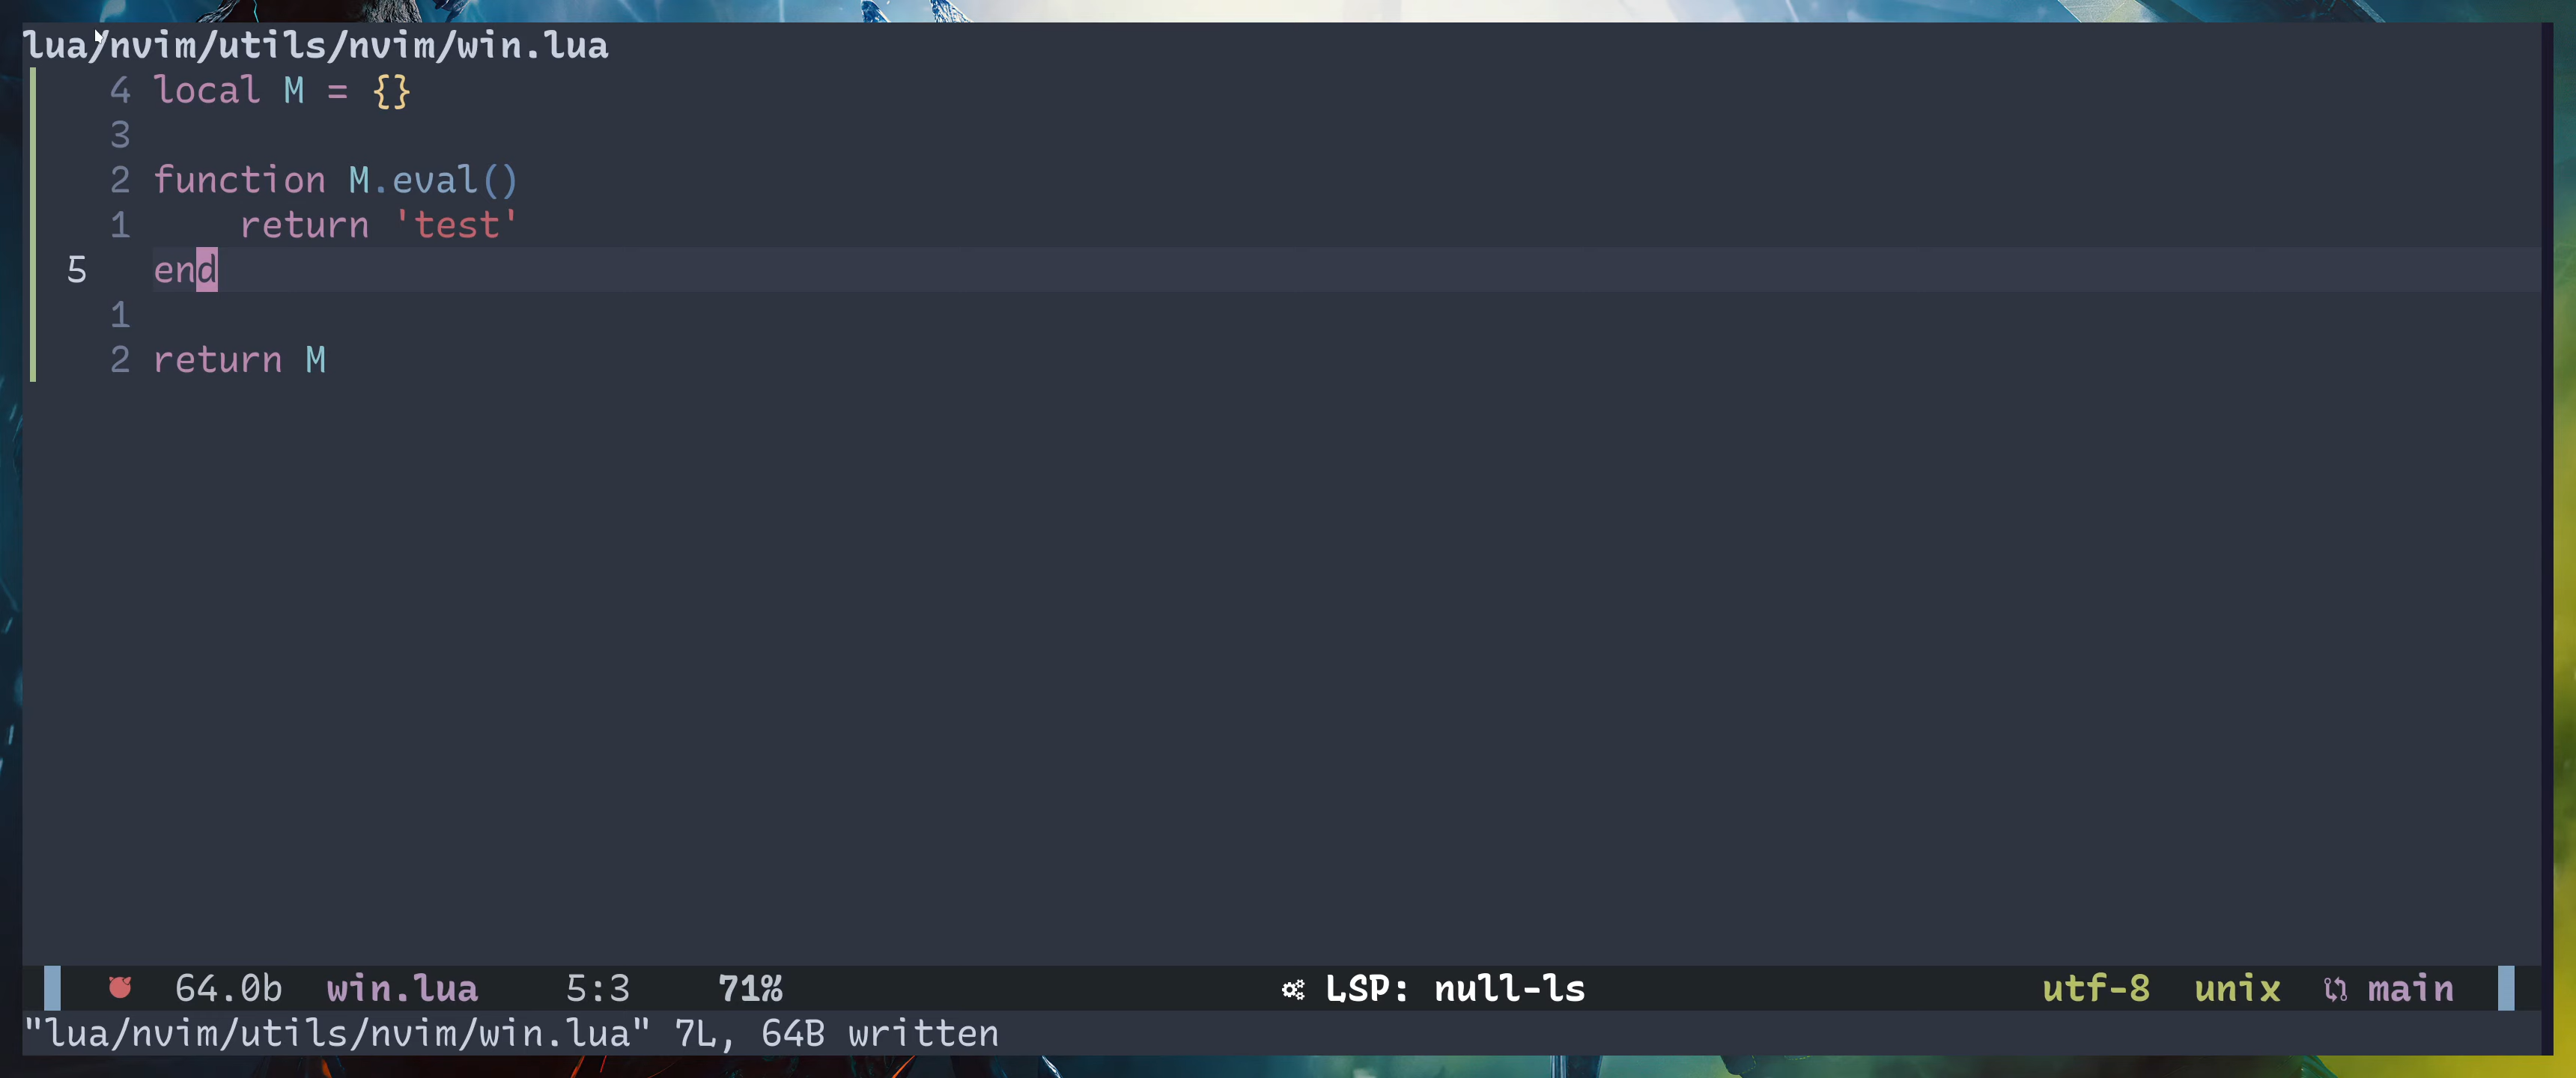 lua/nvim/utils/nvim/win.lua
4 local M = {}
3
2 function M.eval()
1     return 'test'
5 end
1
2 return M
64.0b win.lua 5:3 71% LSP: null-ls utf-8 unix main
"lua/nvim/utils/nvim/win.lua" 7L, 64B written